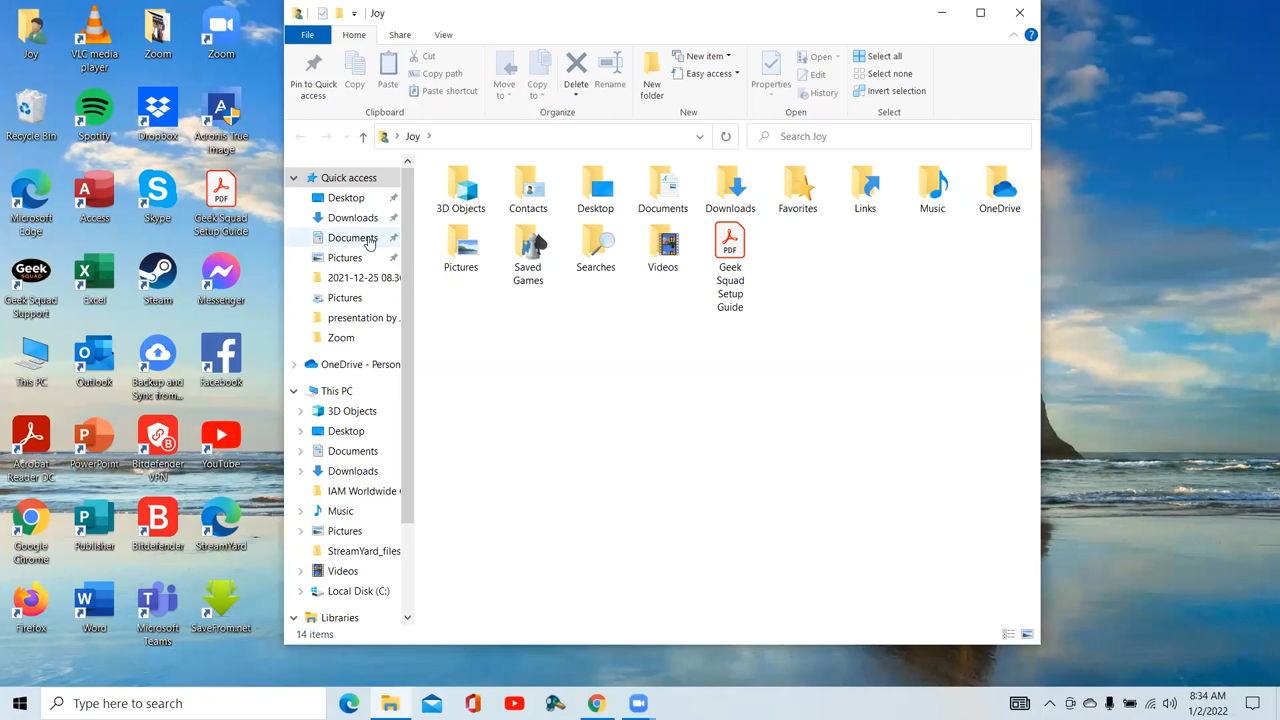 Joy
VLC media player
Zoom
Zoom
Recycle Bin
Spotify
Dropbox
Acronis True Image
Microsoft Edge
Access
Skype
Geek Squad Setup Guide
Geek Squad Support
Excel
Steam
Messenger
This PC
Outlook
Backup and Sync from...
Facebook
Acrobat Reader DC
PowerPoint
Bitdefender VPN
YouTube
Google Chrome
Publisher
Bitdefender
StreamYard
Firefox
Word
Microsoft Teams
SaveFrom.net
Joy
File
Home
Share
View
Pin to Quick access
Copy
Paste
Cut
Copy path
Paste shortcut
Clipboard
Move to
Copy to
Delete
Rename
Organize
New folder
New item
Easy access
New
Properties
Open
Edit
History
Open
Select all
Select none
Invert selection
Select
Joy
Search Joy
Quick access
Desktop
Downloads
Documents
Pictures
2021-12-25 08.3
Pictures
presentation by .
Zoom
OneDrive - Person
This PC
3D Objects
Desktop
Documents
Downloads
IAM Worldwide
Music
Pictures
StreamYard_files
Videos
Local Disk (C:)
Libraries
3D Objects
Contacts
Desktop
Documents
Downloads
Favorites
Links
Music
OneDrive
Pictures
Saved Games
Searches
Videos
PDF
Geek Squad Setup Guide
14 items
Type here to search
8:34 AM
1/2/2022